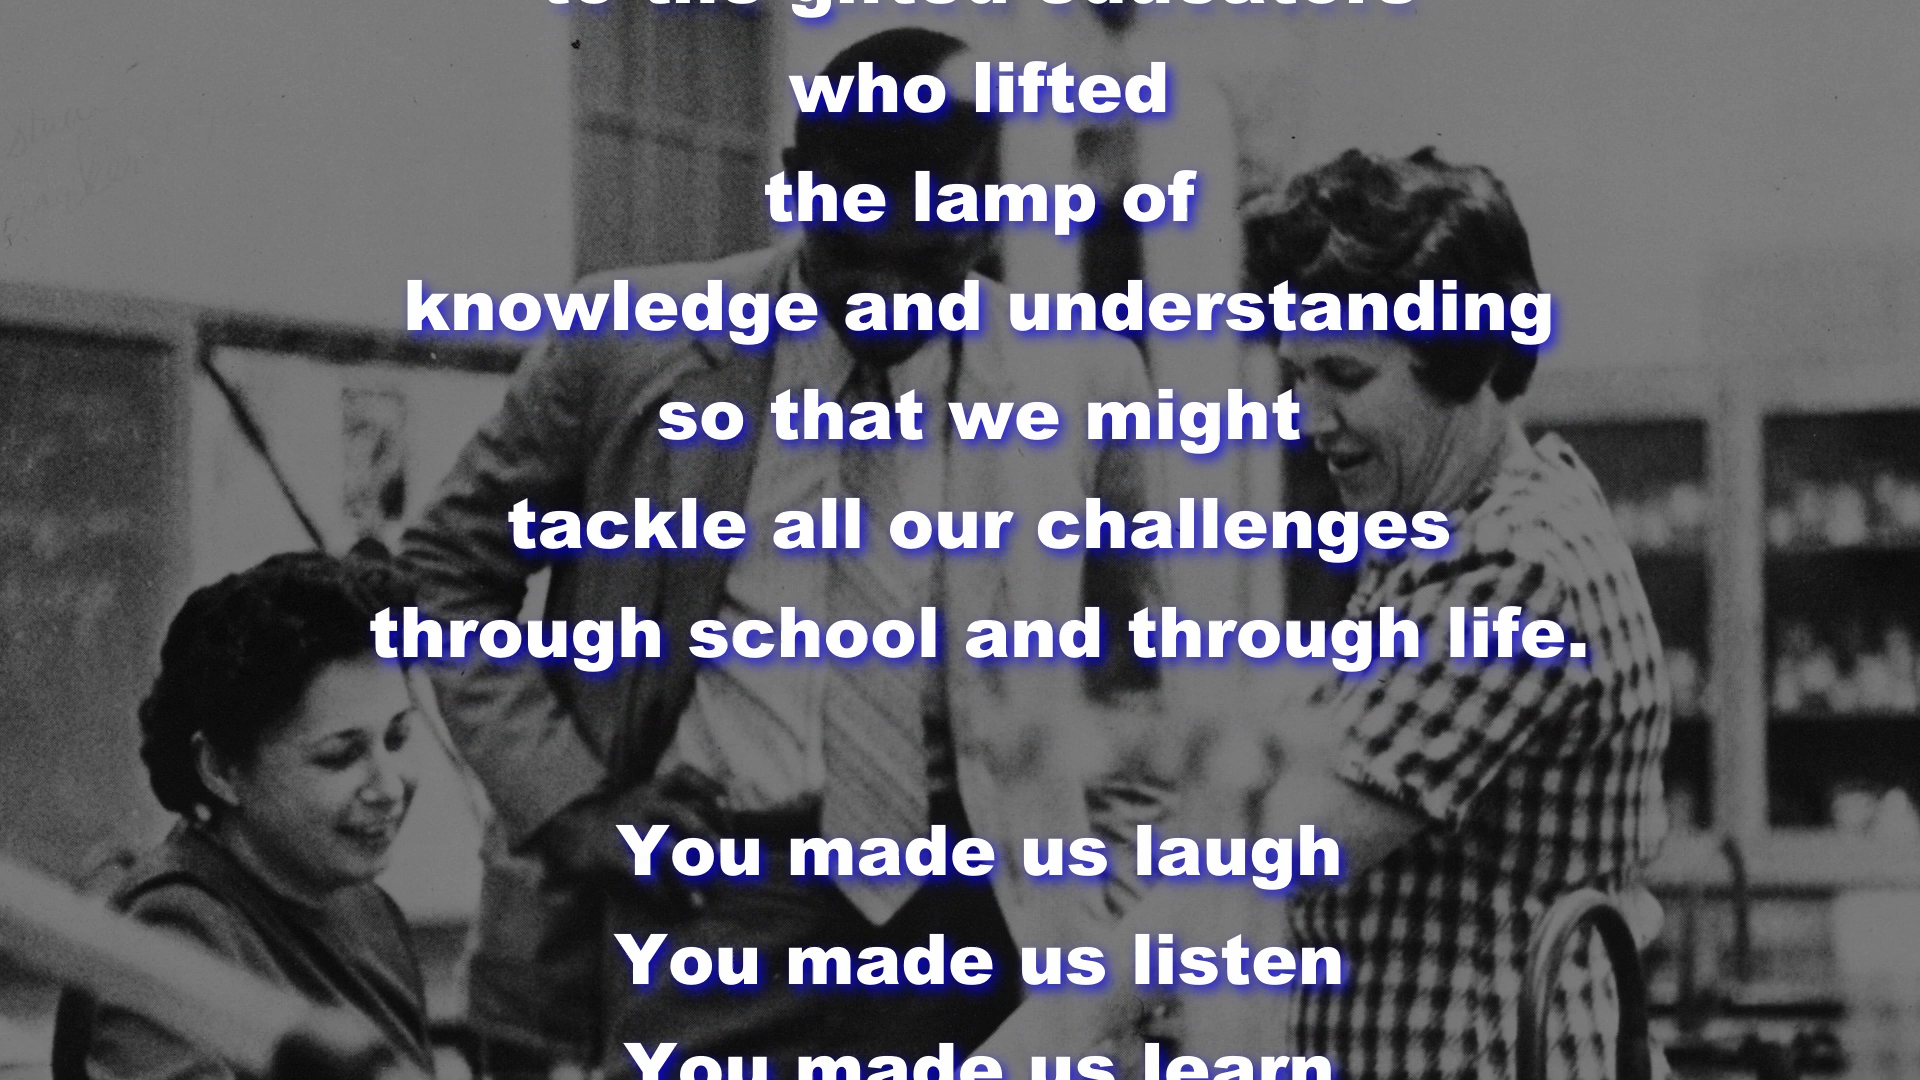 to the gifted educators
who lifted
the lamp of
knowledge and understanding
so that we might
tackle all our challenges
through school and through life.
You made us laugh
You made us listen
You made us learn